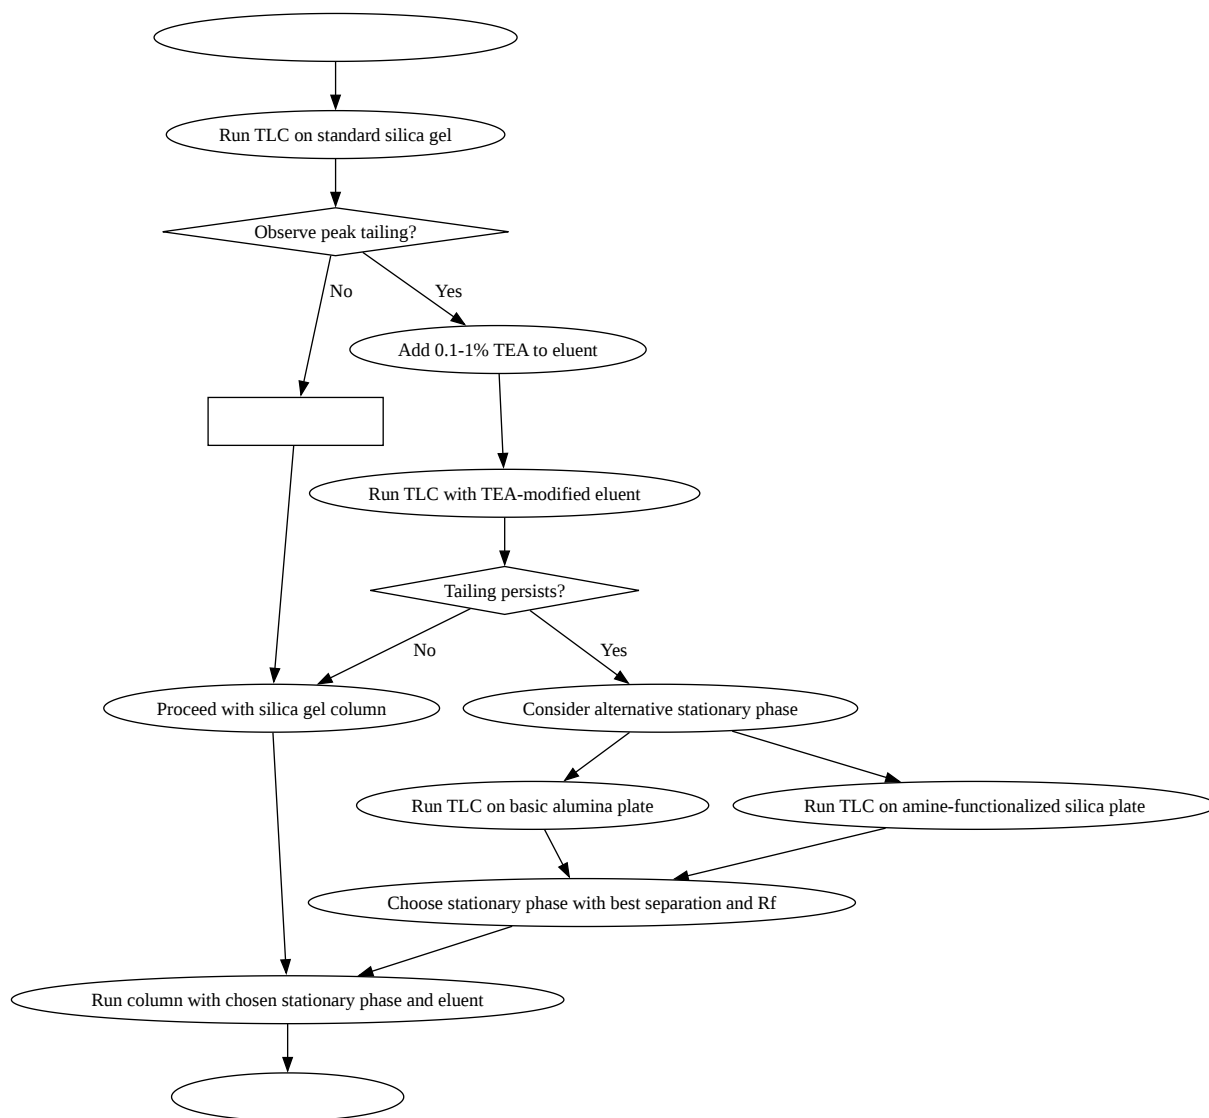 Run TLC on standard silica gel
Observe peak tailing?
No
Yes
Add 0.1-1% TEA to eluent
Run TLC with TEA-modified eluent
Tailing persists?
No
Yes
Proceed with silica gel column
Consider alternative stationary phase
Run TLC on basic alumina plate
Run TLC on amine-functionalized silica plate
Choose stationary phase with best separation and Rf
Run column with chosen stationary phase and eluent